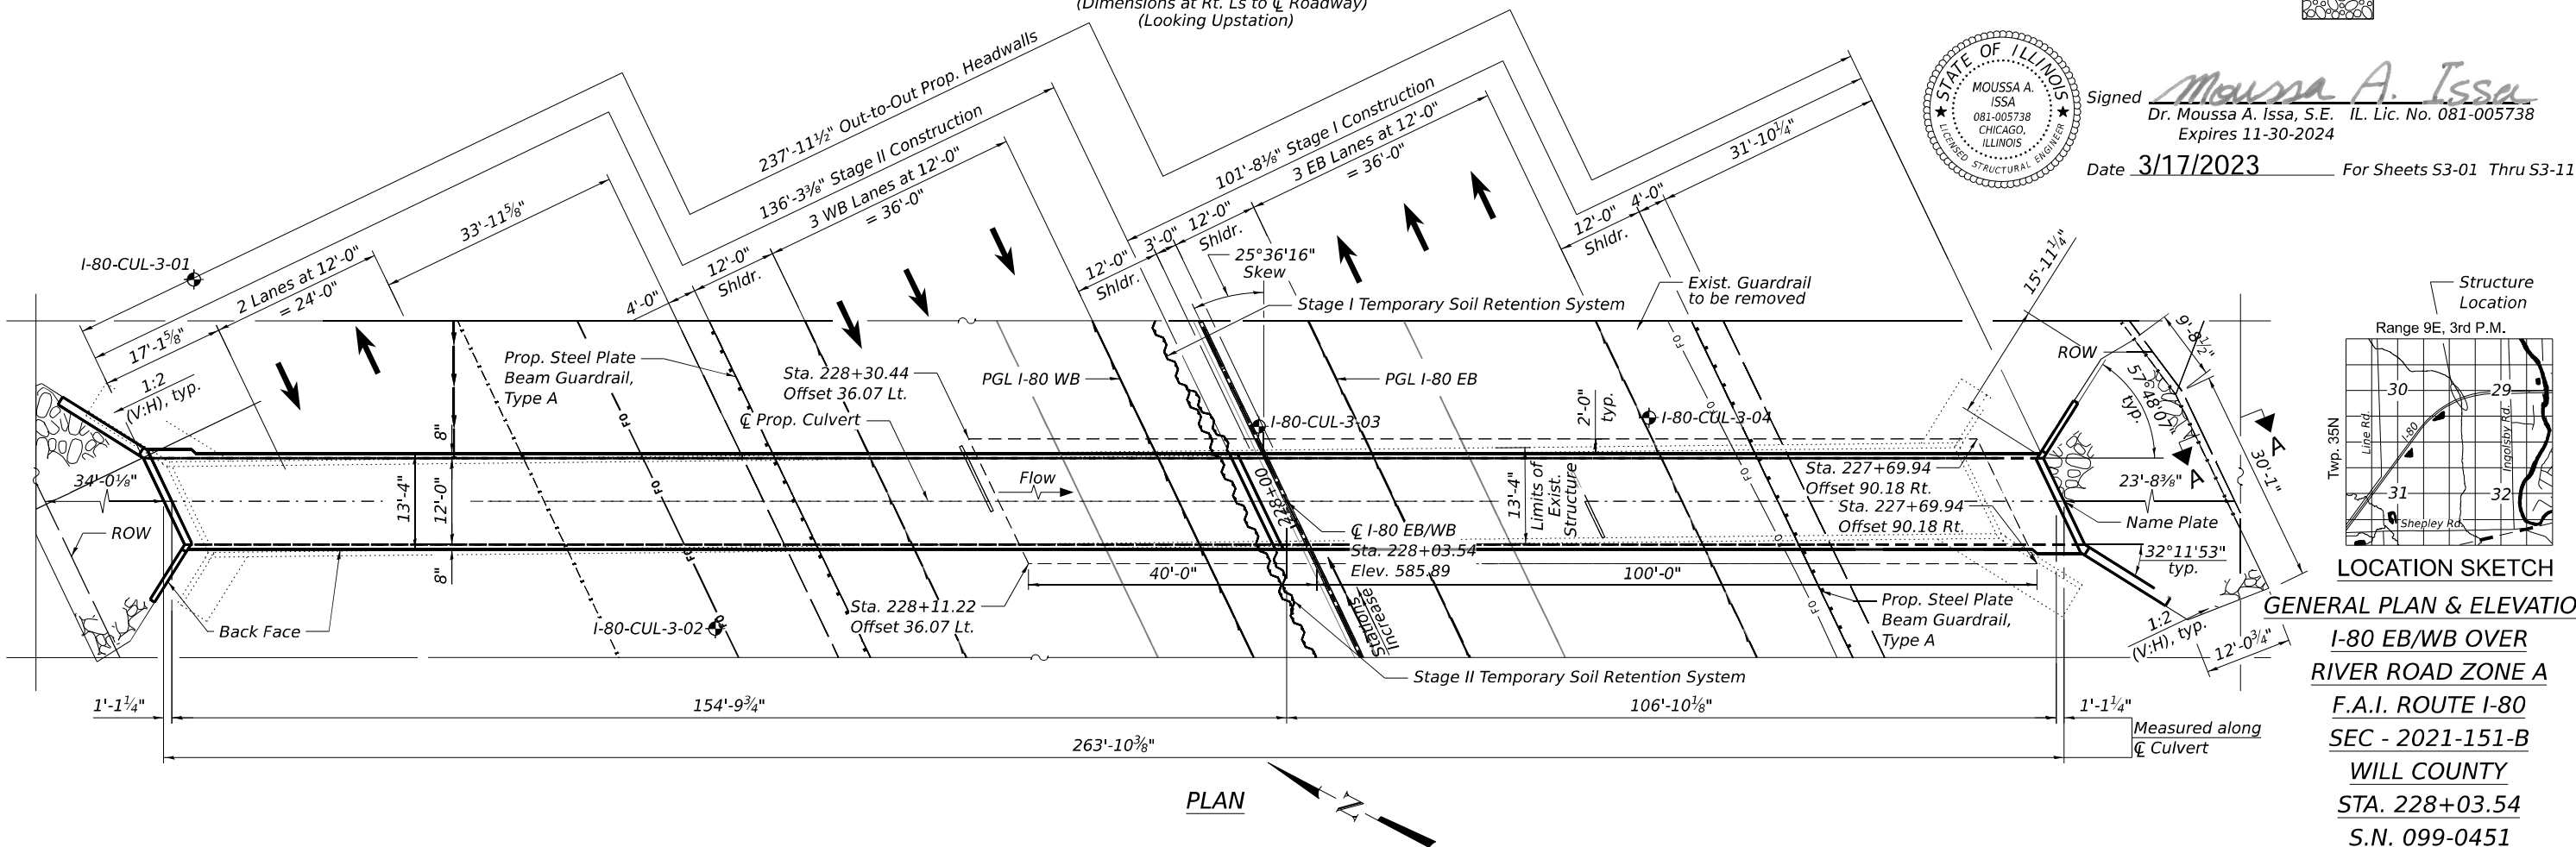 (Dimensions at Rt. Ls to ℄ Roadway)
(Looking Upstation)
237'-11½" Out-to-Out Prop. Headwalls
136'-3⅜" Stage II Construction
3 WB Lanes at 12'-0"
= 36'-0"
101'-8⅛" Stage I Construction
3 EB Lanes at 12'-0"
= 36'-0"
31'-10¼"
33'-11⅝"
2 Lanes at 12'-0"
= 24'-0"
17'-1⅝"
1:2
(V:H), typ.
4'-0"
12'-0"
Shldr.
12'-0"
Shldr.
3'-0"
12'-0"
Shldr.
12'-0"
Shldr.
4'-0"
25°36'16"
Skew
I-80-CUL-3-01
Stage I Temporary Soil Retention System
Exist. Guardrail
to be removed
15'-11¼"
9'-8½"
ROW
57°48'07"
typ.
Prop. Steel Plate
Beam Guardrail,
Type A
Sta. 228+30.44
Offset 36.07 Lt.
℄ Prop. Culvert
PGL I-80 WB
PGL I-80 EB
2'-0"
typ.
I-80-CUL-3-03
I-80-CUL-3-04
FO
FO
FO
FO
FO
FO
FO
FO
FO
8"
13'-4"
12'-0"
8"
34'-0⅛"
ROW
Flow
228+00
13'-4"
Limits of
Exist.
Structure
Sta. 227+69.94
Offset 90.18 Rt.
Sta. 227+69.94
Offset 90.18 Rt.
23'-8⅜"
A
A
30'-1"
Name Plate
32°11'53"
typ.
℄ I-80 EB/WB
Sta. 228+03.54
Elev. 585.89
40'-0"
100'-0"
Stations
Increase
Sta. 228+11.22
Offset 36.07 Lt.
I-80-CUL-3-02
Back Face
Prop. Steel Plate
Beam Guardrail,
Type A
1:2
(V:H), typ.
12'-0¾"
Stage II Temporary Soil Retention System
1'-1¼"
154'-9¾"
106'-10⅛"
1'-1¼"
263'-10⅜"
Measured along
℄ Culvert
PLAN
N
STATE OF ILLINOIS
MOUSSA A.
ISSA
081-005738
CHICAGO,
ILLINOIS
LICENSED STRUCTURAL ENGINEER
Signed Moussa A. Issa
Dr. Moussa A. Issa, S.E. IL. Lic. No. 081-005738
Expires 11-30-2024
Date 3/17/2023 For Sheets S3-01 Thru S3-11
Structure
Location
Range 9E, 3rd P.M.
Twp. 35N
30
29
31
32
Line Rd.
I-80
Ingalsby Rd.
Shepley Rd.
LOCATION SKETCH
GENERAL PLAN & ELEVATIO
I-80 EB/WB OVER
RIVER ROAD ZONE A
F.A.I. ROUTE I-80
SEC - 2021-151-B
WILL COUNTY
STA. 228+03.54
S.N. 099-0451